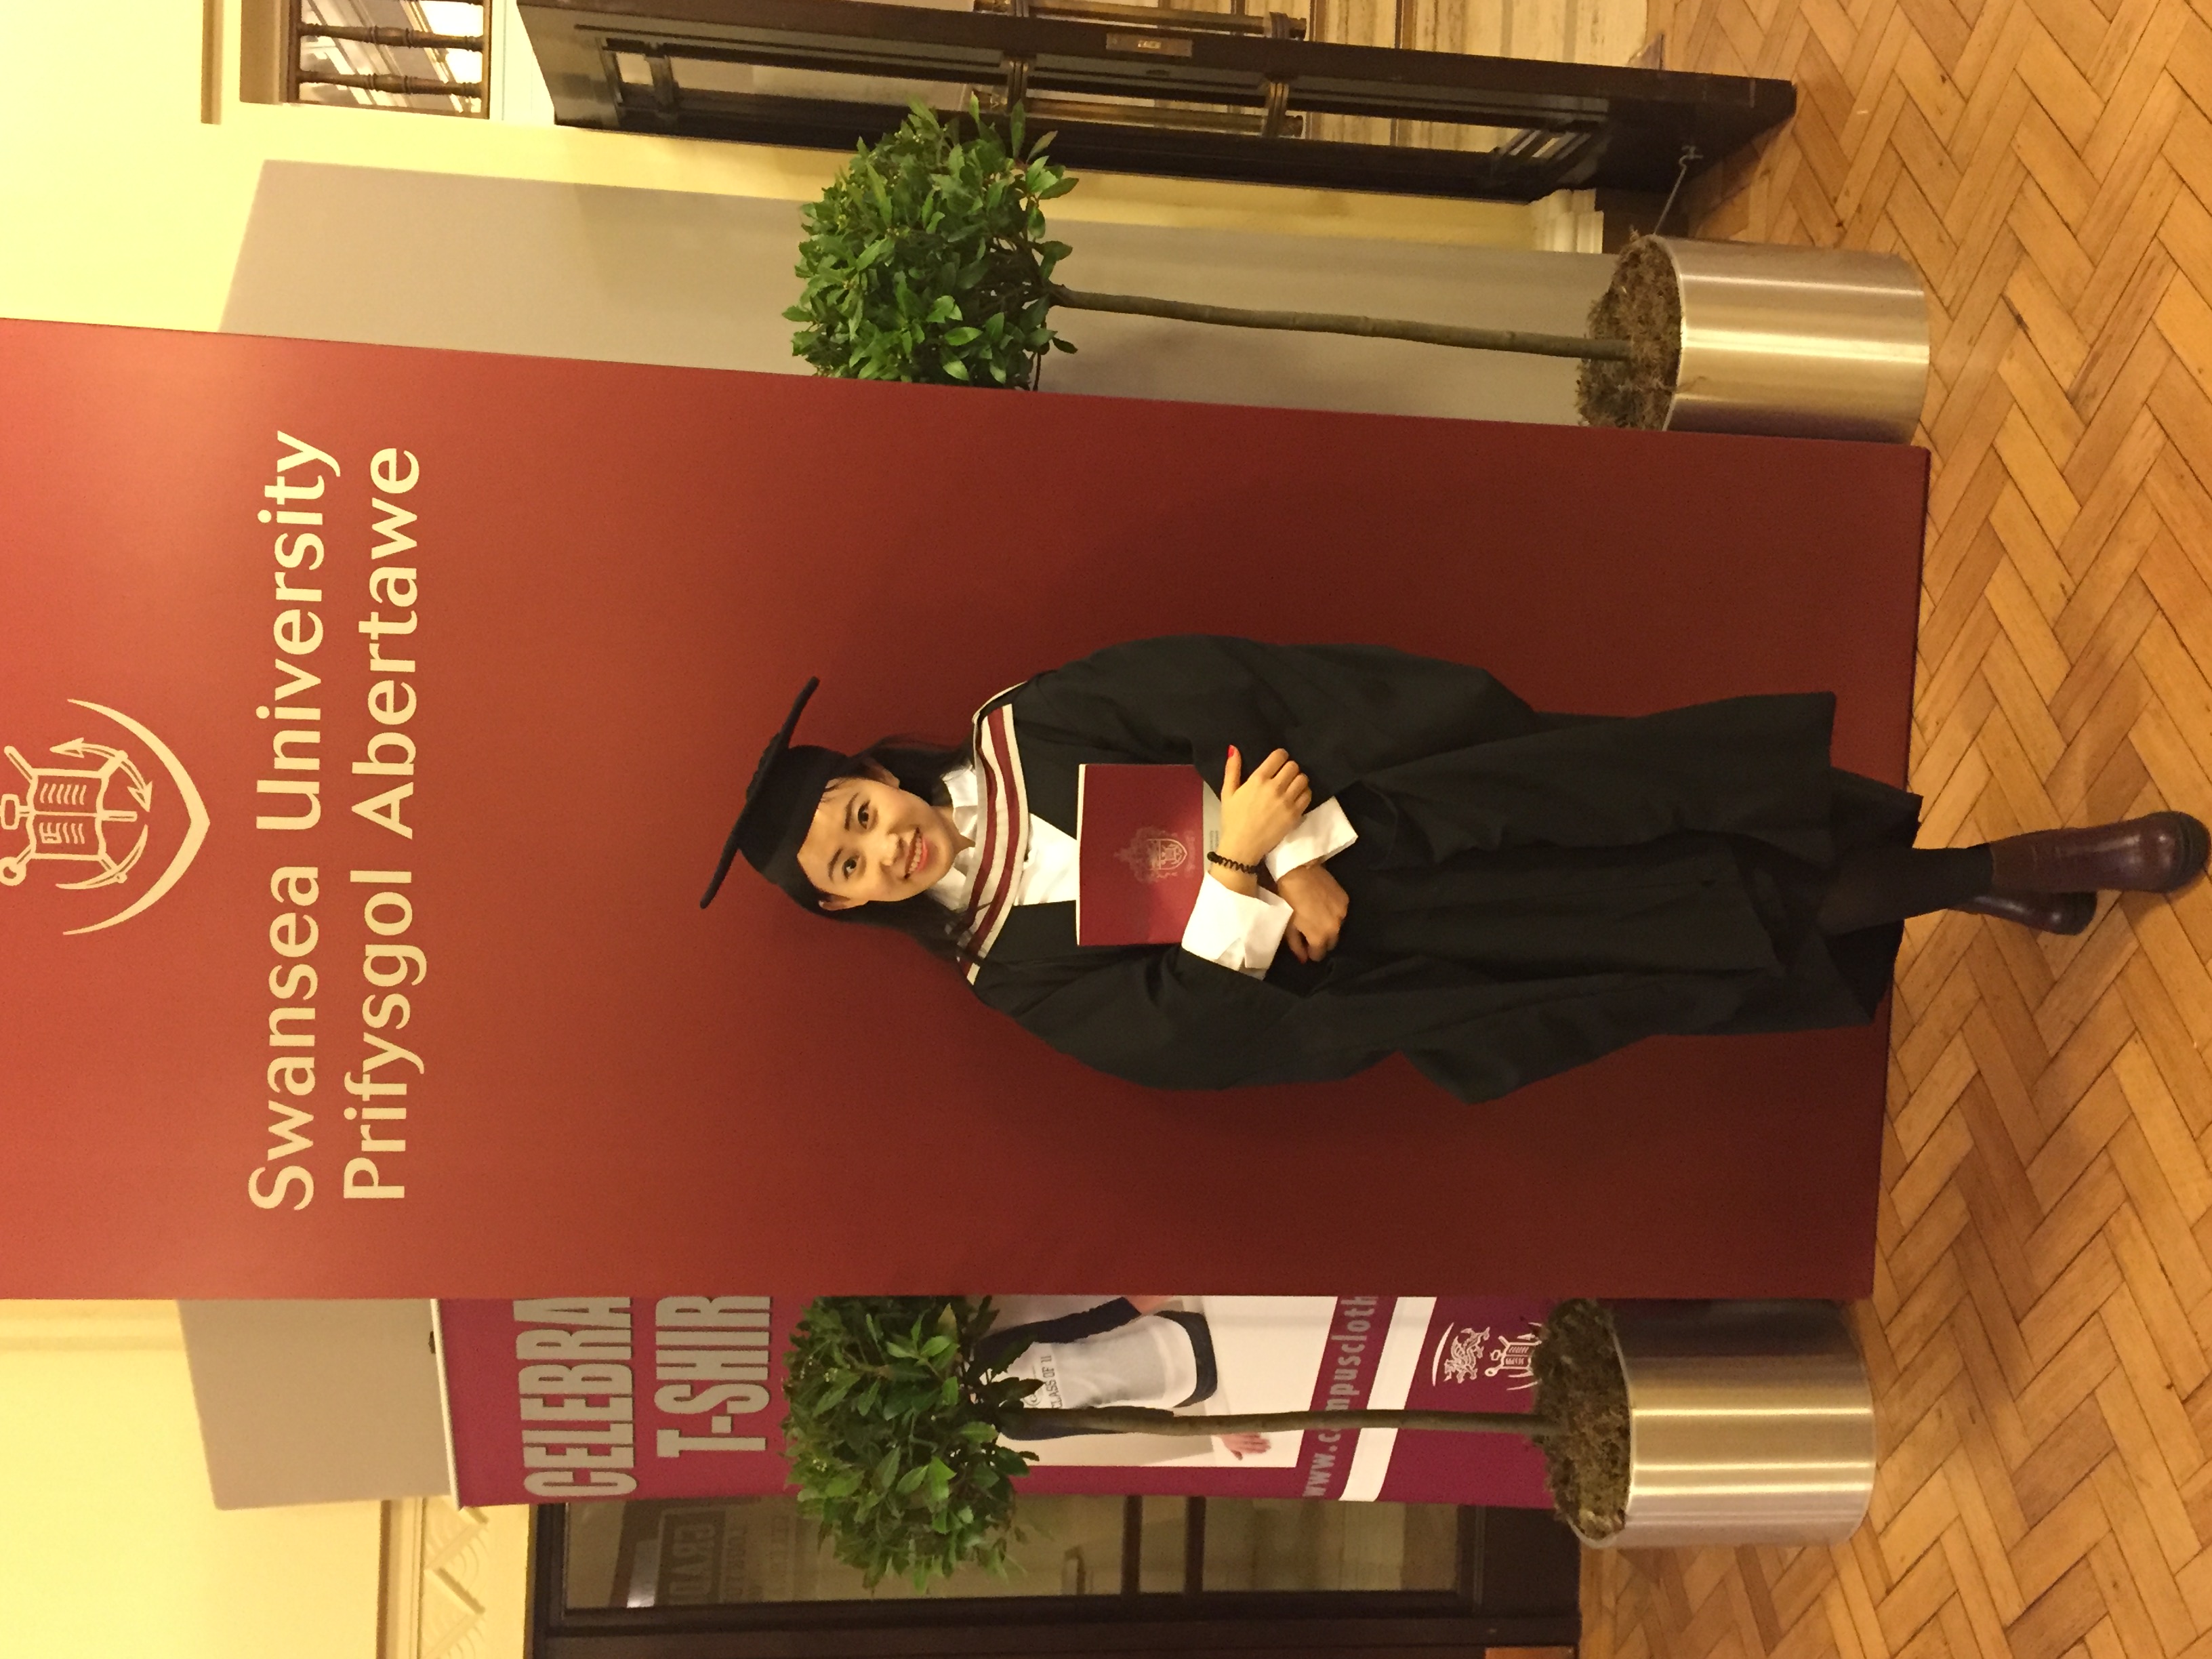 Swansea University
Prifysgol Abertawe
CELEBRA
T-SHIR
CLASS OF '11
www.campuscloth